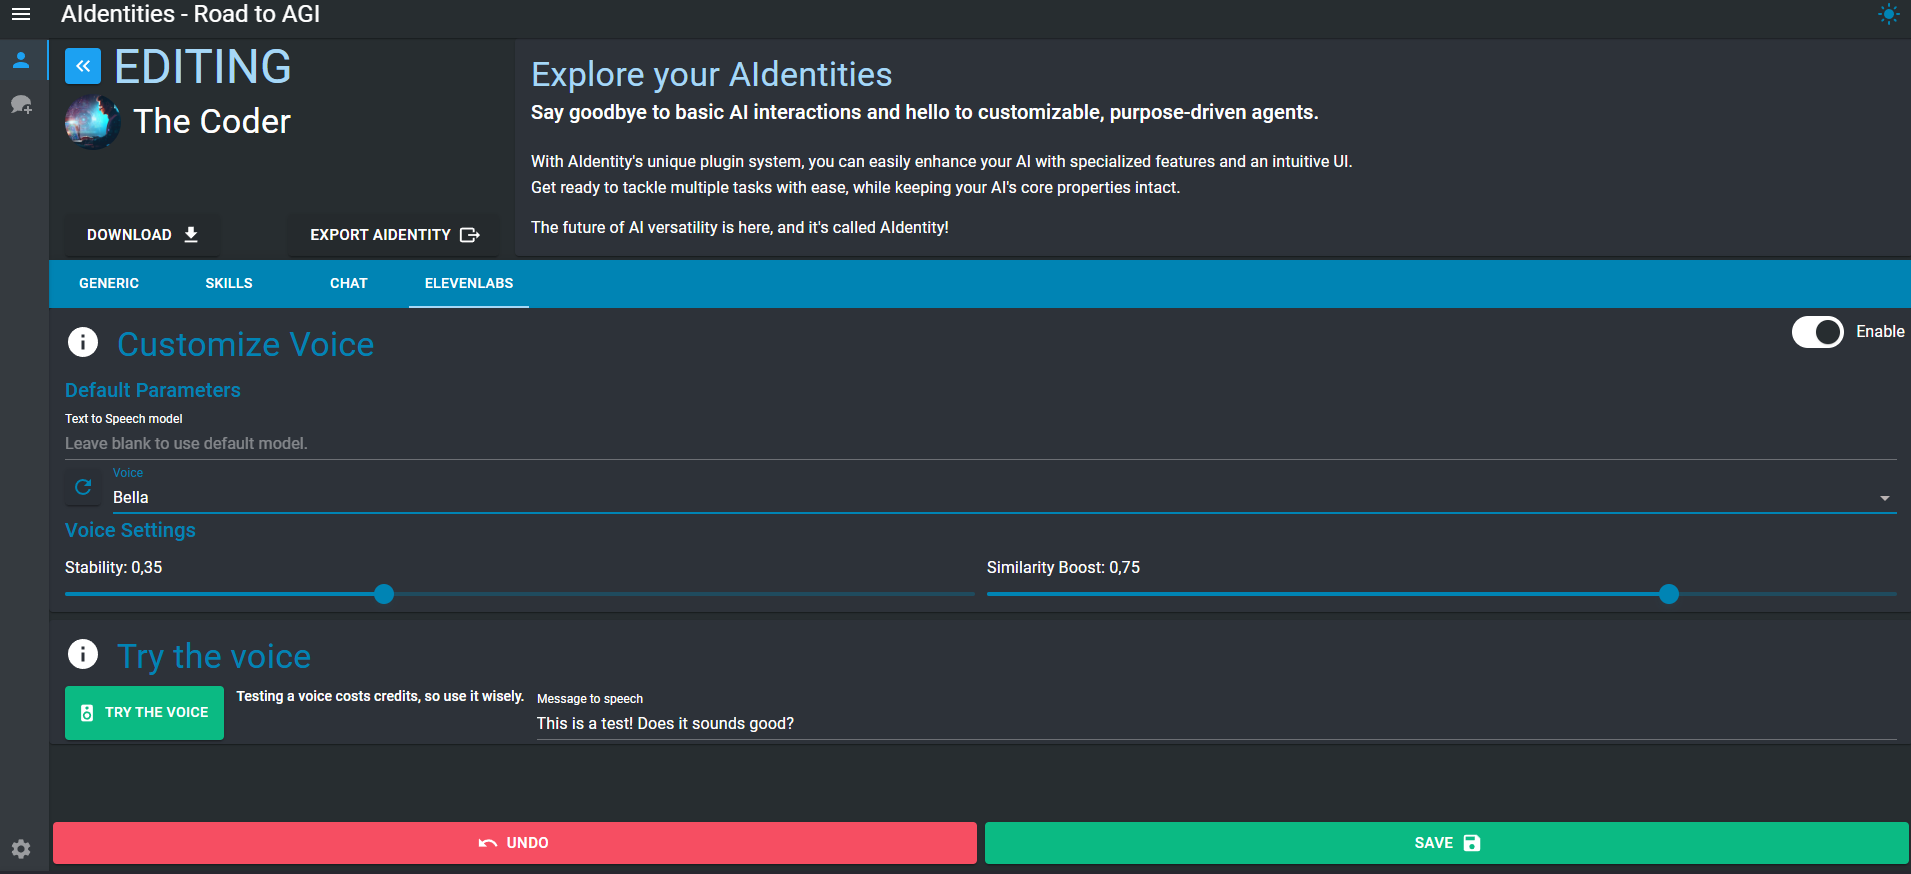 AIdentities - Road to AGI
EDITING
The Coder
DOWNLOAD
EXPORT AIDENTITY
Explore your AIdentities
Say goodbye to basic AI interactions and hello to customizable, purpose-driven agents.
With AIdentity's unique plugin system, you can easily enhance your AI with specialized features and an intuitive UI.
Get ready to tackle multiple tasks with ease, while keeping your AI's core properties intact.
The future of AI versatility is here, and it's called AIdentity!
GENERIC SKILLS CHAT ELEVENLABS
Customize Voice
Enable
Default Parameters
Text to Speech model
Leave blank to use default model.
Voice
Bella
Voice Settings
Stability: 0,35
Similarity Boost: 0,75
Try the voice
TRY THE VOICE
Testing a voice costs credits, so use it wisely.
Message to speech
This is a test! Does it sounds good?
UNDO
SAVE